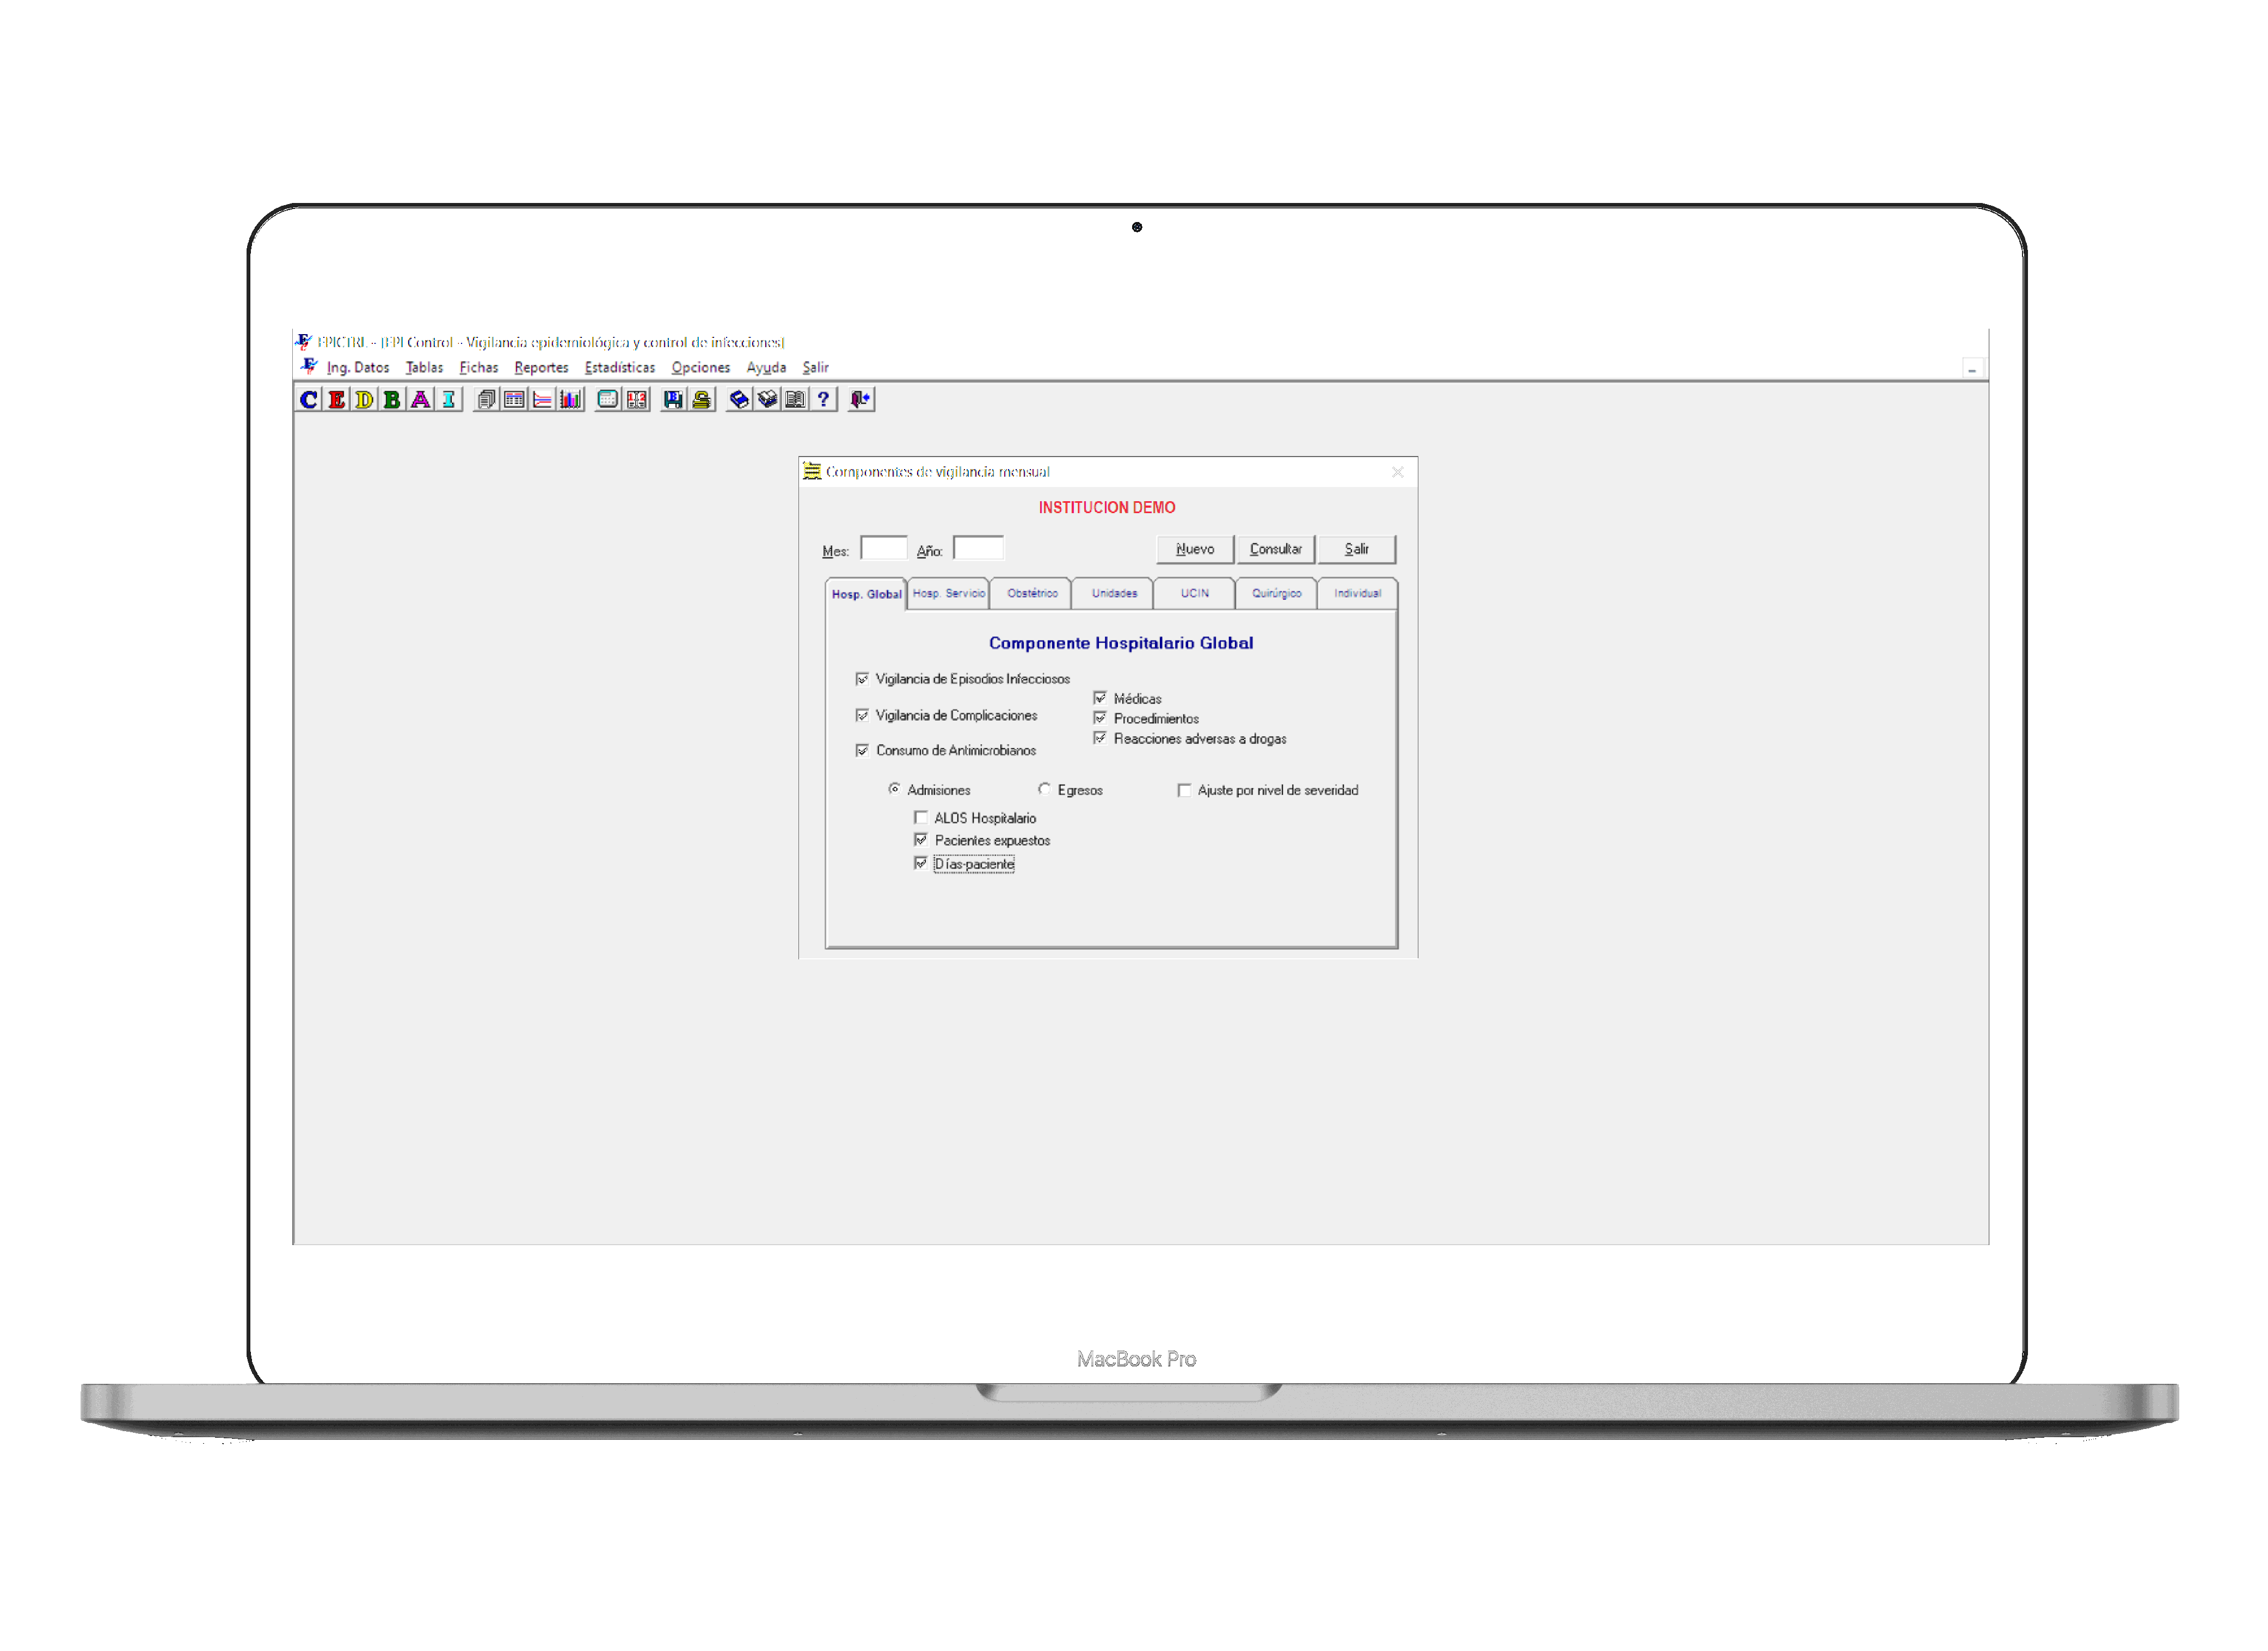 EPICTRL - [EPI Control - Vigilancia epidemiológica y control de infecciones]
Ing. Datos Tablas Fichas Reportes Estadísticas Opciones Ayuda Salir
C E D B A I ?
Componentes de vigilancia mensual
INSTITUCION DEMO
Mes: Año: Nuevo Consultar Salir
Hosp. Global Hosp. Servicio Obstétrico Unidades UCIN Quirúrgico Individual
Componente Hospitalario Global
Vigilancia de Episodios Infecciosos
Médicas
Vigilancia de Complicaciones
Procedimientos
Reacciones adversas a drogas
Consumo de Antimicrobianos
Admisiones Egresos Ajuste por nivel de severidad
ALOS Hospitalario
Pacientes expuestos
Días-paciente
MacBook Pro